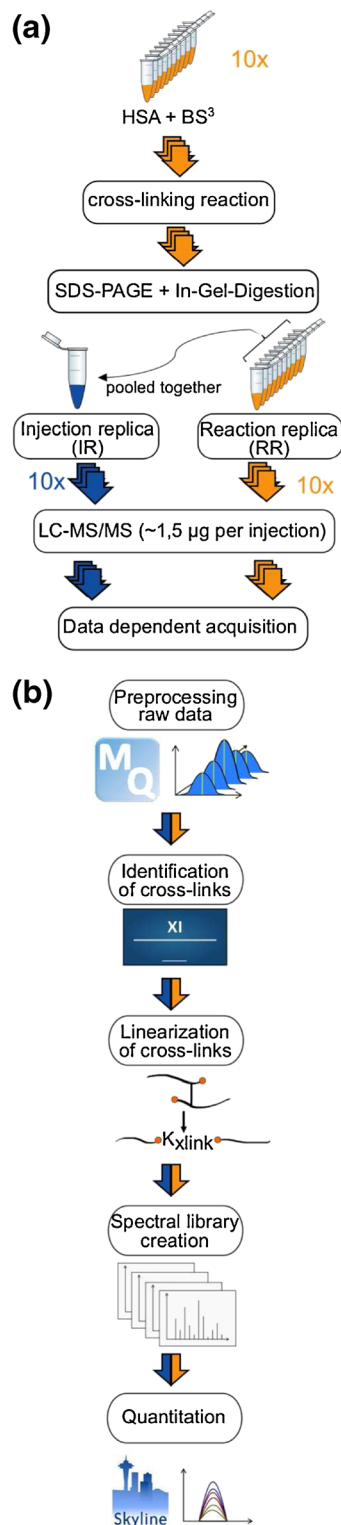 (a)
10x
HSA + BS³
cross-linking reaction
SDS-PAGE + In-Gel-Digestion
pooled together
Injection replica
(IR)
Reaction replica
(RR)
10x
10x
LC-MS/MS (~1,5 µg per injection)
Data dependent acquisition
(b)
Preprocessing
raw data
M
Q
Identification
of cross-links
XI
Linearization
of cross-links
Kxlink
Spectral library
creation
Quantitation
Skyline